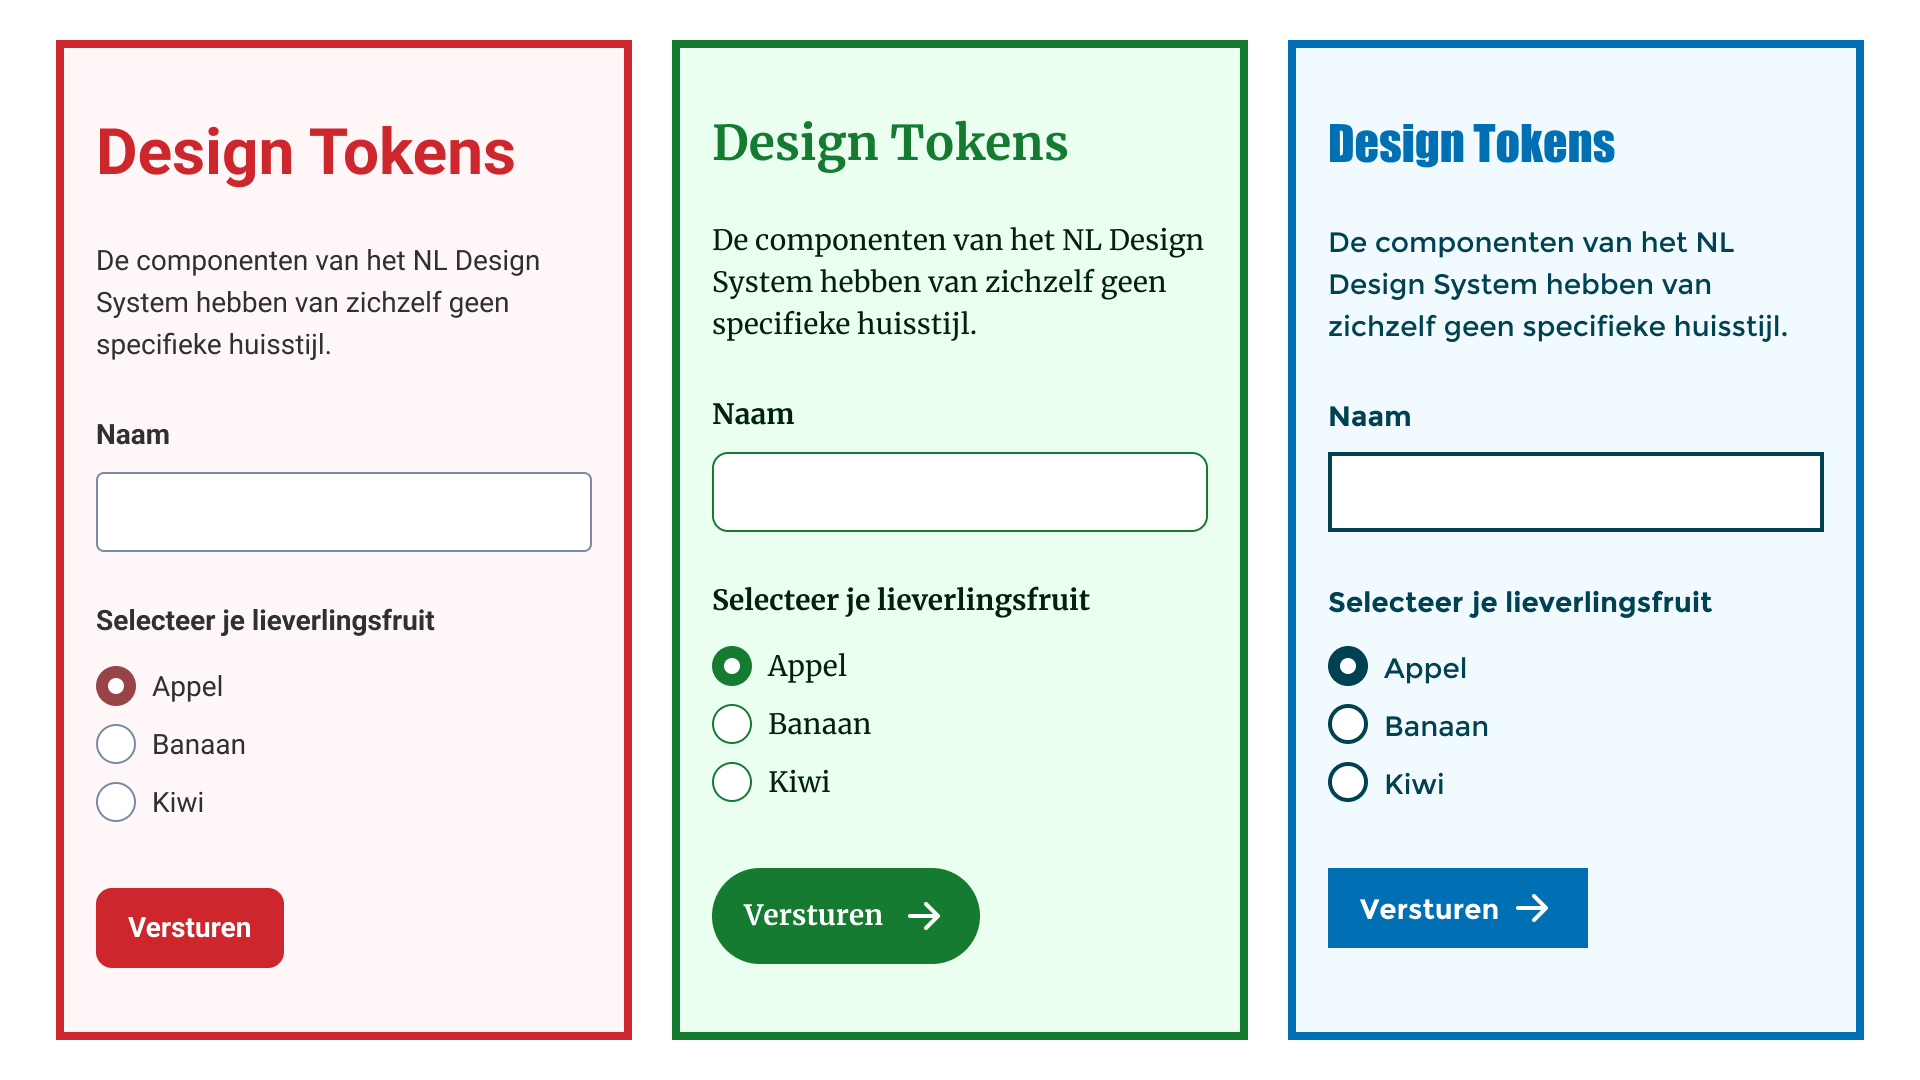 Design Tokens
De componenten van het NL Design
System hebben van zichzelf geen
specifieke huisstijl.
Naam
Selecteer je lieverlingsfruit
Appel
Banaan
Kiwi
Versturen
Design Tokens
De componenten van het NL Design
System hebben van zichzelf geen
specifieke huisstijl.
Naam
Selecteer je lieverlingsfruit
Appel
Banaan
Kiwi
Versturen
Design Tokens
De componenten van het NL
Design System hebben van
zichzelf geen specifieke huisstijl.
Naam
Selecteer je lieverlingsfruit
Appel
Banaan
Kiwi
Versturen